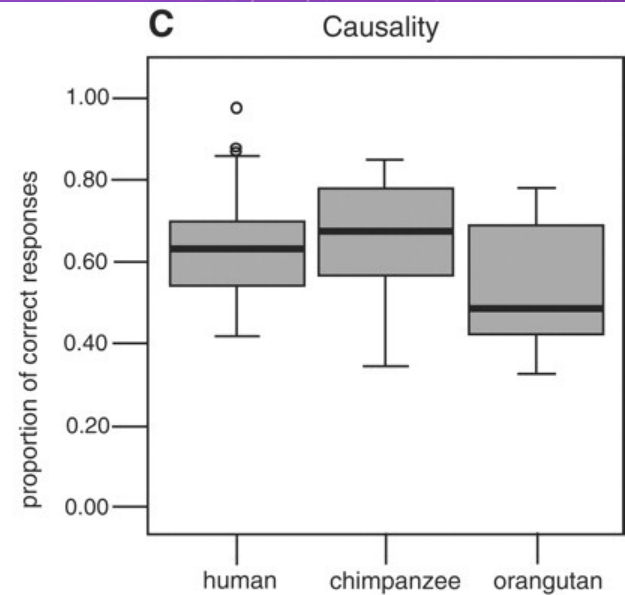 C
Causality
proportion of correct responses
1.00
0.80
0.60
0.40
0.20
0.00
human
chimpanzee
orangutan